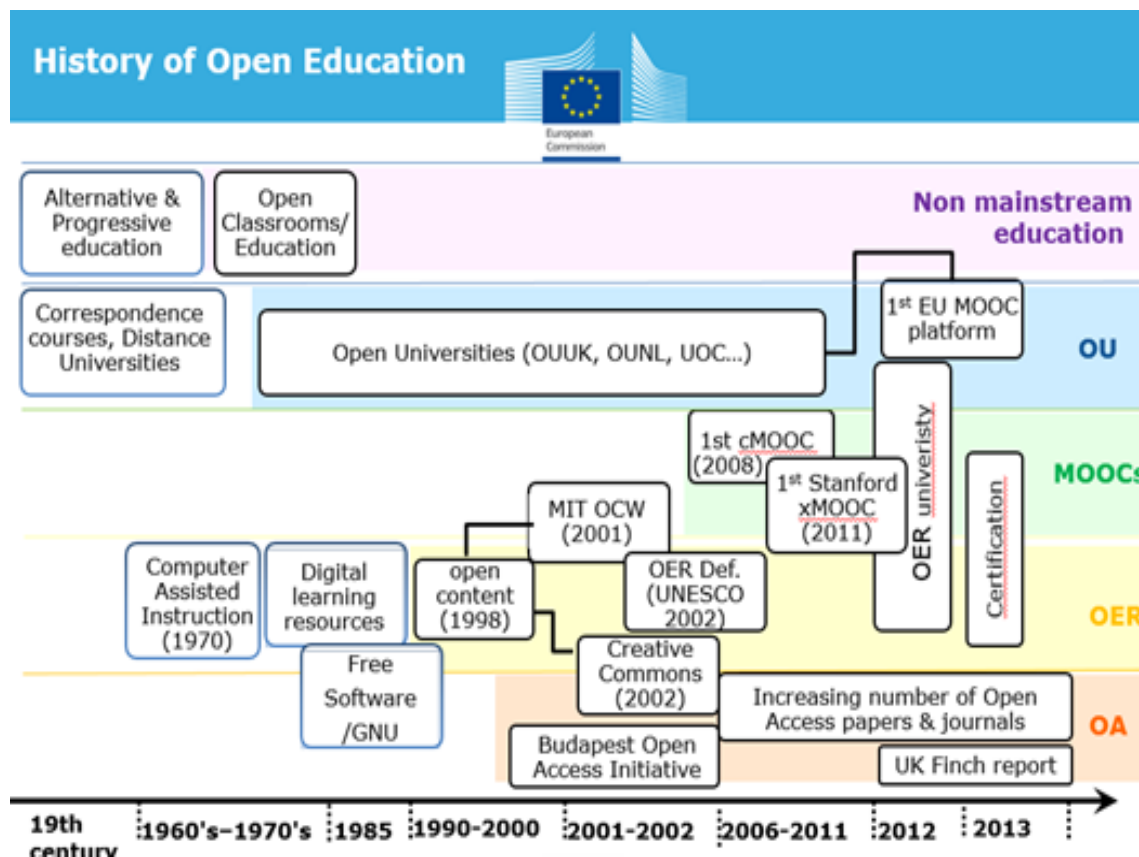 History of Open Education
European
Commission
Alternative &
Progressive
education
Open
Classrooms/
Education
Non mainstream
education
Correspondence
courses, Distance
Universities
Open Universities (OUUK, OUNL, UOC...)
1st EU MOOC
platform
OU
1st cMOOC
(2008)
1st Stanford
xMOOC
(2011)
OER univeristy
Certification
MOOCs
MIT OCW
(2001)
Computer
Assisted
Instruction
(1970)
Digital
learning
resources
open
content
(1998)
OER Def.
(UNESCO
2002)
OER
Free
Software
/GNU
Creative
Commons
(2002)
Increasing number of Open
Access papers & journals
OA
Budapest Open
Access Initiative
UK Finch report
19th
century
1960's-1970's
1985
1990-2000
2001-2002
2006-2011
2012
2013